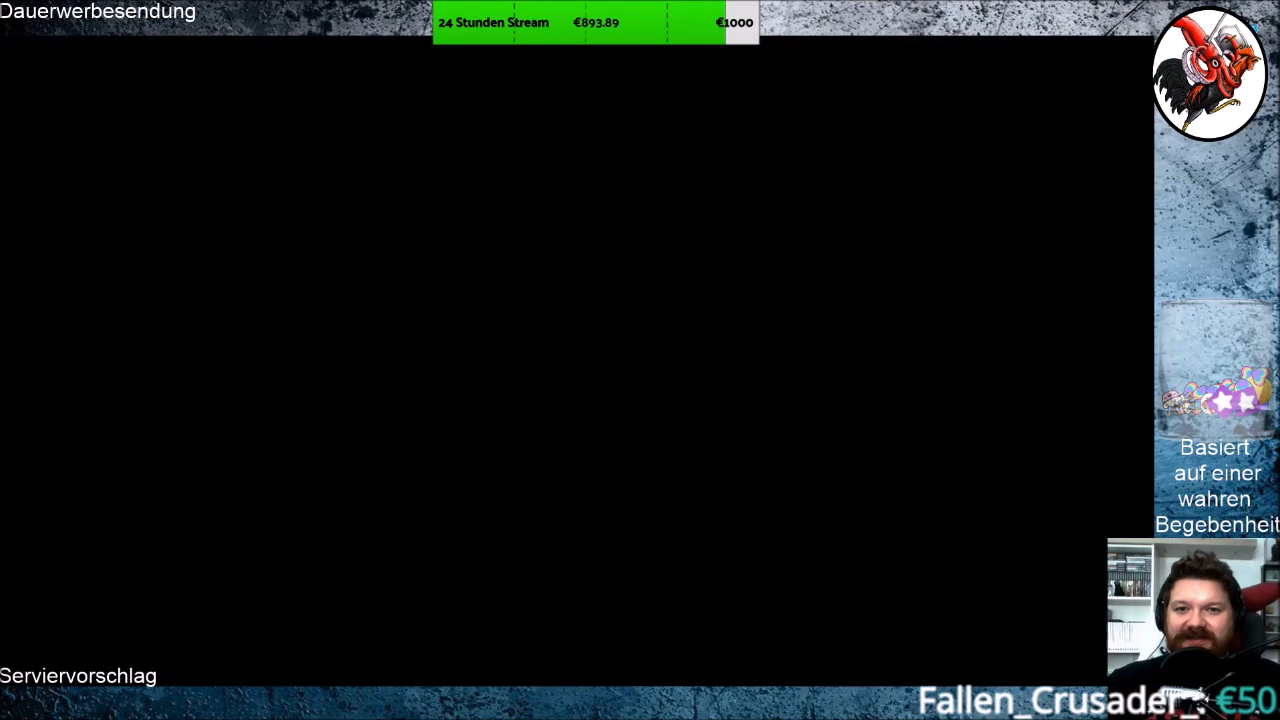 Dauerwerbesendung
24 Stunden Stream €893.89 €1000
Basiert
auf einer
wahren
Begebenheit
Serviervorschlag
Fallen_Crusader €50